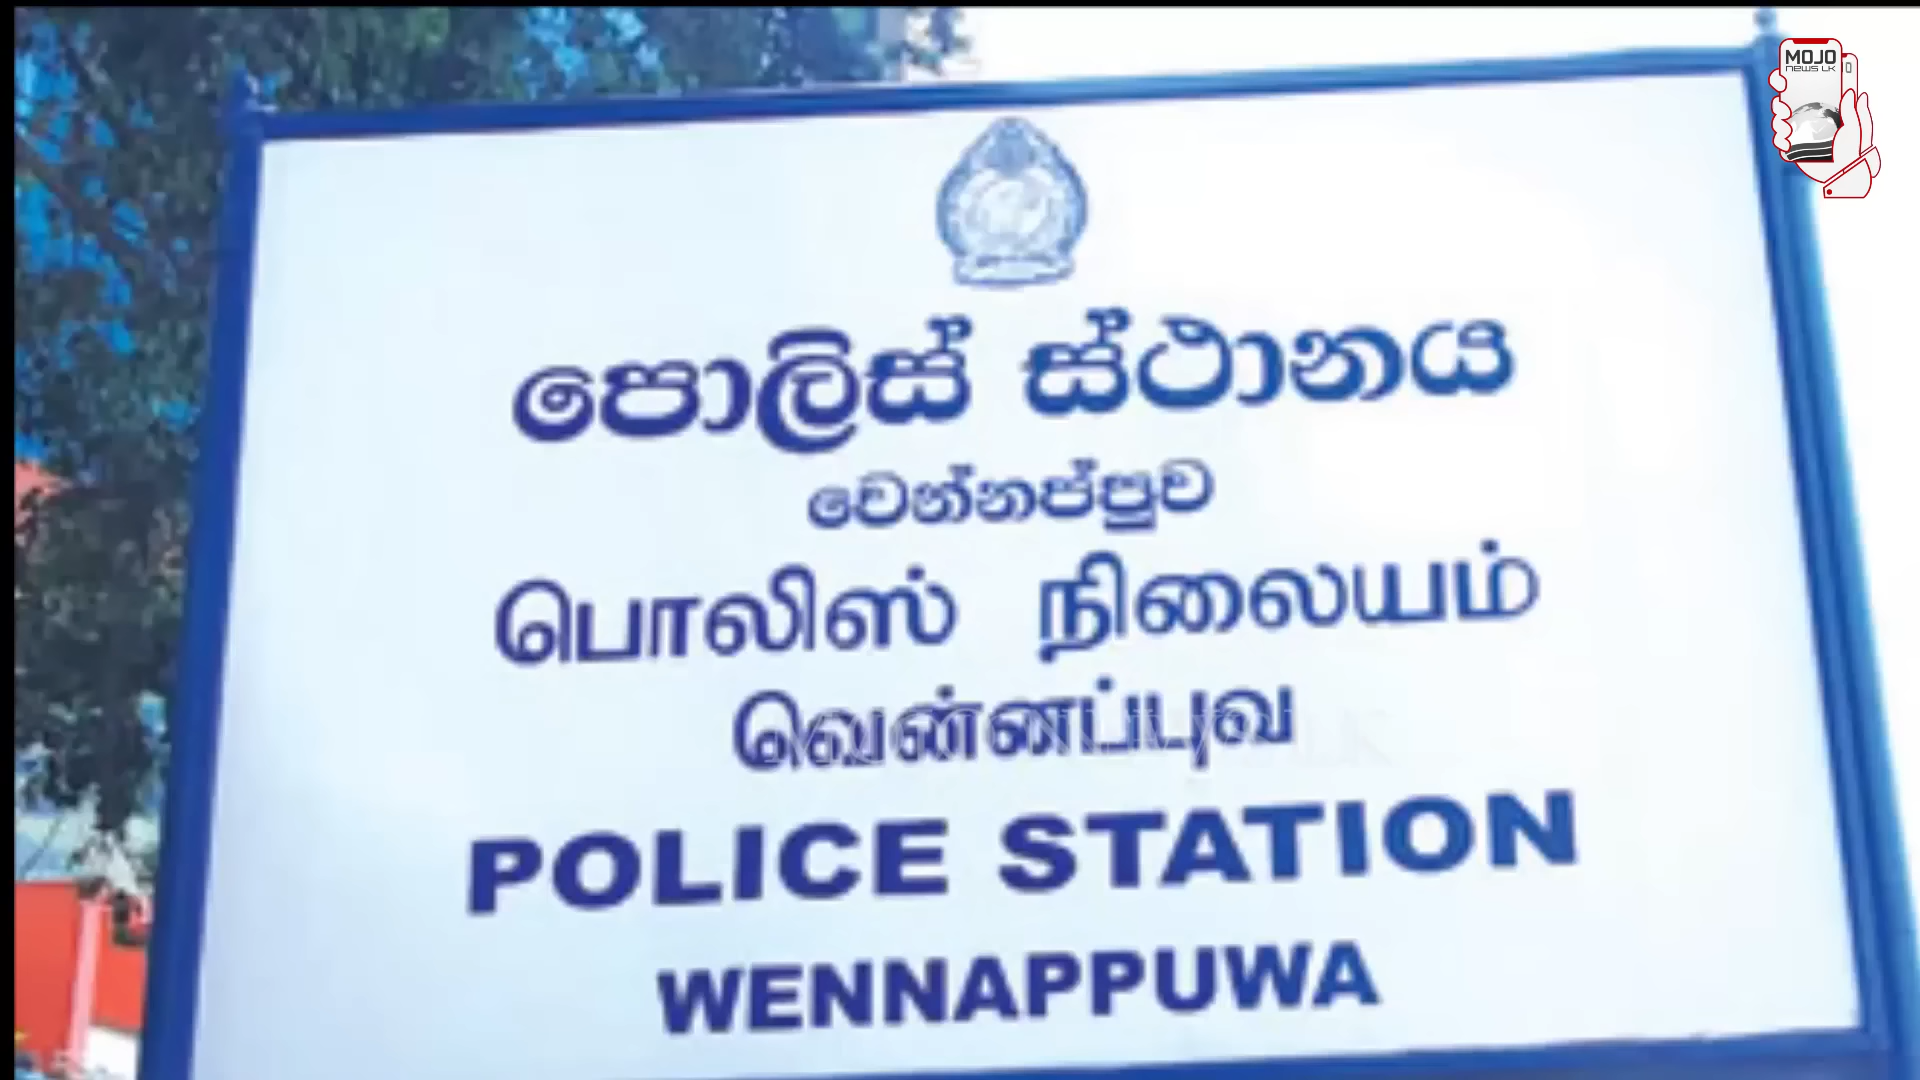 MOJO
news LK
පොලිස් ස්ථානය
වෙන්නප්පුව
பொலிஸ் நிலையம்
வென்னப்புவ
POLICE STATION
WENNAPPUWA